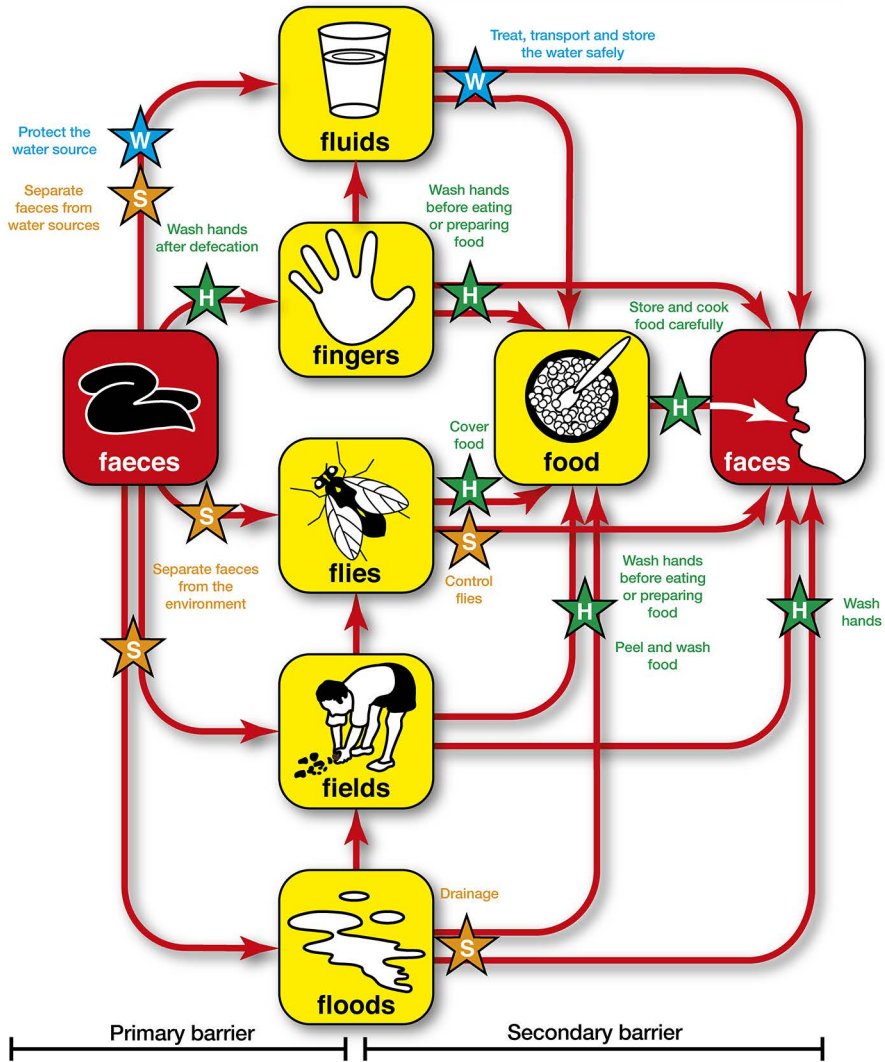 Treat, transport and store
the water safely
W
fluids
Protect the
water source
W
Separate
faeces from
water sources
S
Wash hands
after defecation
H
Wash hands
before eating
or preparing
food
H
fingers
Store and cook
food carefully
H
faeces
food
faces
Cover
food
H
S
S
Control
flies
flies
Separate faeces
from the
environment
S
Wash hands
before eating
or preparing
food
H
Peel and wash
food
H
Wash
hands
fields
Drainage
S
floods
Primary barrier
Secondary barrier